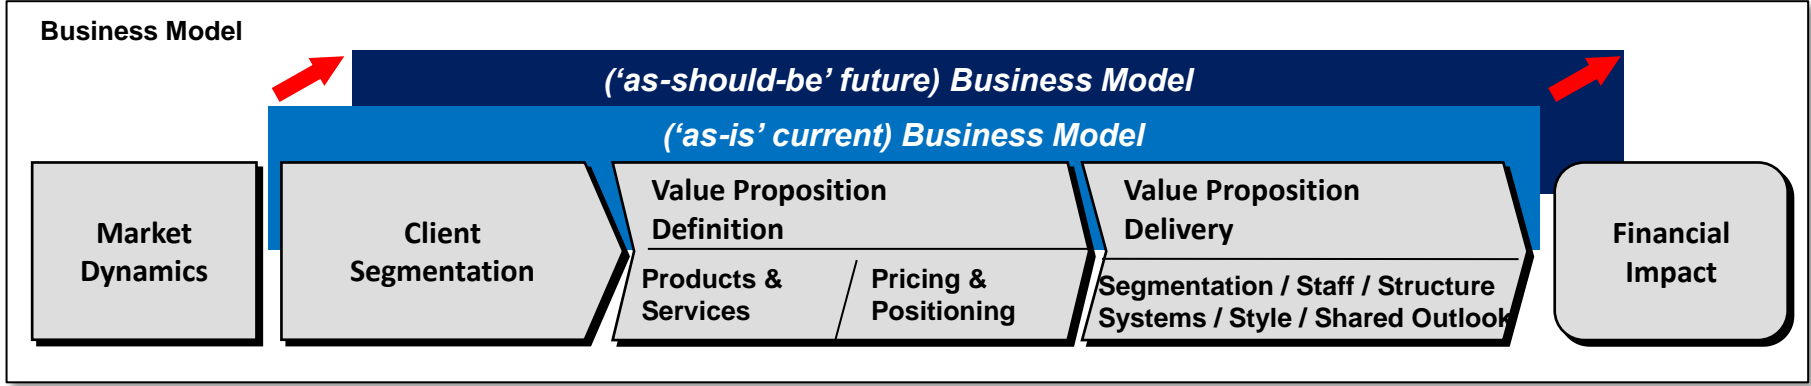 Business Model
(‘as-should-be’ future) Business Model
(‘as-is’ current) Business Model
Market
Dynamics
Client
Segmentation
Value Proposition
Definition
Products &
Services
Pricing &
Positioning
Value Proposition
Delivery
Segmentation / Staff / Structure
Systems / Style / Shared Outlook
Financial
Impact